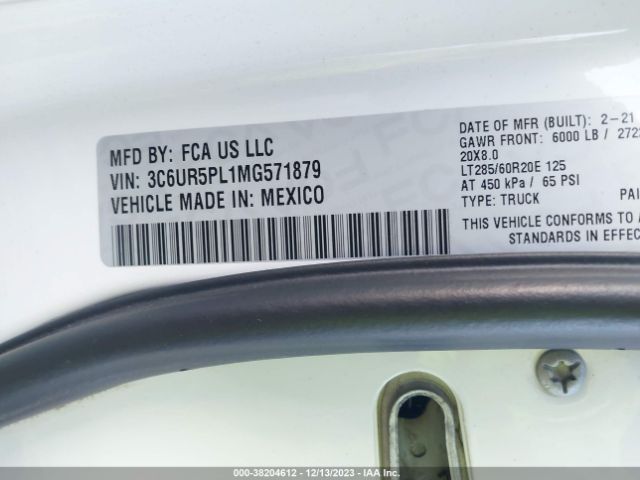 MFD BY: FCA US LLC
VIN: 3C6UR5PL1MG571879
VEHICLE MADE IN: MEXICO
DATE OF MFR (BUILT): 2-21
GAWR FRONT: 6000 LB / 272
20X8.0
LT285/60R20E 125
AT 450 kPa / 65 PSI
TYPE: TRUCK
THIS VEHICLE CONFORMS TO A
STANDARDS IN EFFEC
000-38204612 - 12/13/2023 - IAA Inc.